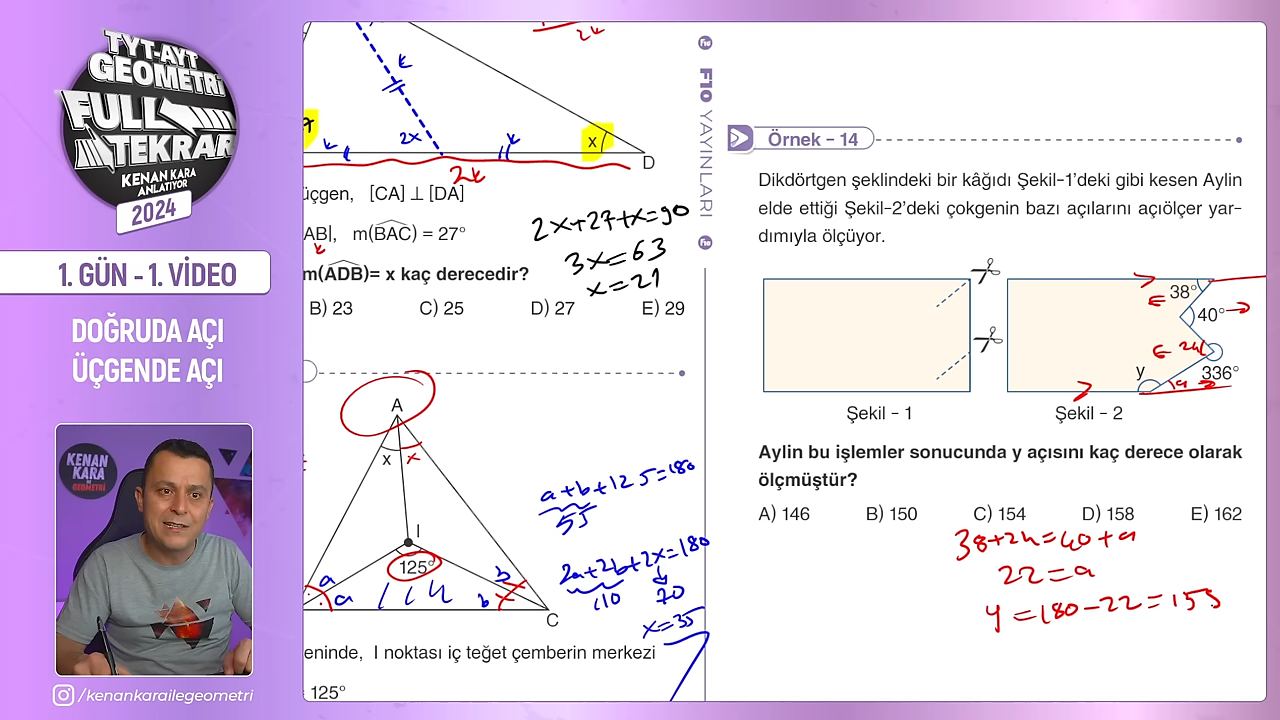 TYT-AYT
GEOMETRİ
FULL
TEKRAR
KENAN KARA
ANLATIYOR
2024
1. GÜN - 1. VİDEO
DOĞRUDA AÇI
ÜÇGENDE AÇI
KENAN
KARA
GEOMETRİ
/kenankarailegeometri
2k
k
k
2x
k
x
D
2k
üçgen, [CA] ⊥ [DA]
AB|, m(BAC) = 27°
k
m(ADB)= x kaç derecedir?
B) 23 C) 25 D) 27 E) 29
2x+27+x=90
3x=63
x=21
A
x x
I
125°
a
a
b
b
C
a+b+125=180
55
2a+2b+2x=180
110 70
x=35
eninde, I noktası iç teğet çemberin merkezi
125°
F10 YAYINLARI
Örnek - 14
Dikdörtgen şeklindeki bir kâğıdı Şekil-1'deki gibi kesen Aylin
elde ettiği Şekil-2'deki çokgenin bazı açılarını açıölçer yar-
dımıyla ölçüyor.
38°
40°
24
336°
y
a
Şekil - 1 Şekil - 2
Aylin bu işlemler sonucunda y açısını kaç derece olarak
ölçmüştür?
A) 146 B) 150 C) 154 D) 158 E) 162
38+24=40+a
22=a
y=180-22=158